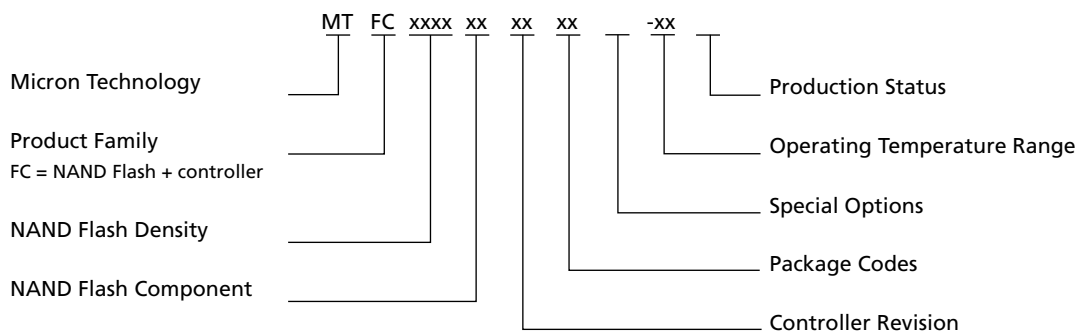 MT FC xxxx xx xx xx -xx
Micron Technology
Production Status
Product Family
FC = NAND Flash + controller
Operating Temperature Range
NAND Flash Density
Special Options
NAND Flash Component
Package Codes
Controller Revision